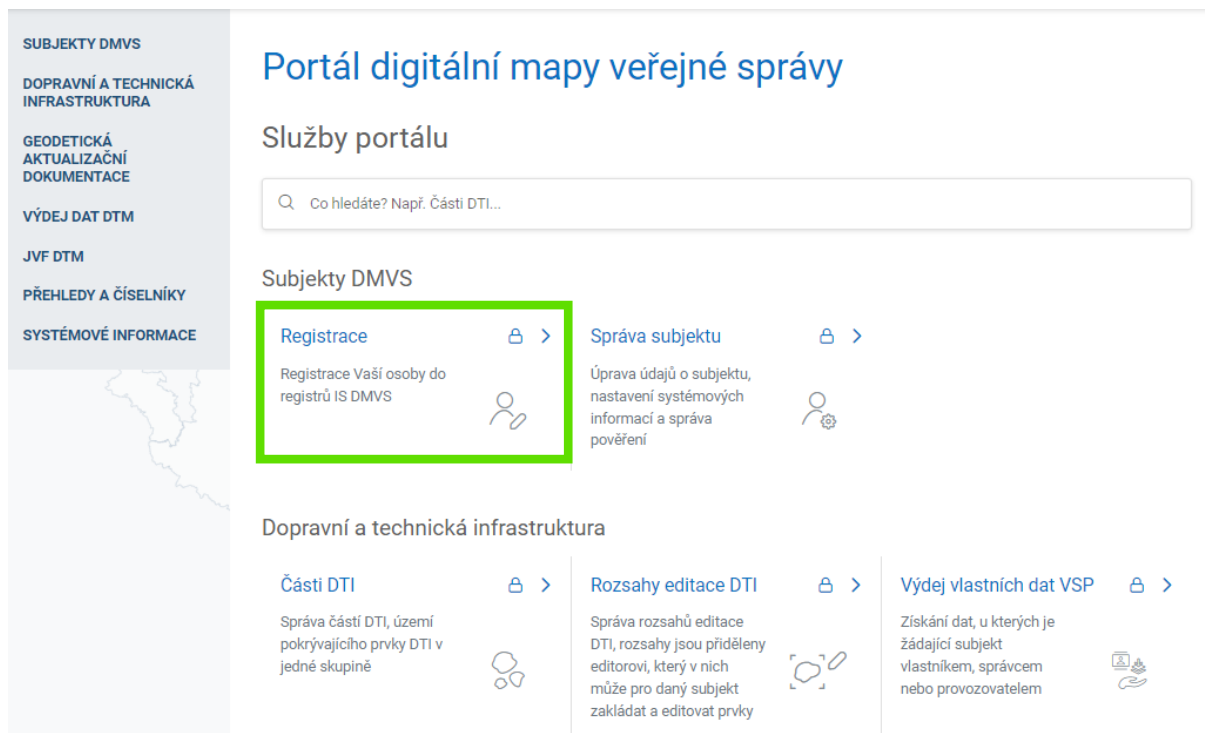 SUBJEKTY DMVS
DOPRAVNÍ A TECHNICKÁ
INFRASTRUKTURA
GEODETICKÁ
AKTUALIZAČNÍ
DOKUMENTACE
VÝDEJ DAT DTM
JVF DTM
PŘEHLEDY A ČÍSELNÍKY
SYSTÉMOVÉ INFORMACE
Portál digitální mapy veřejné správy
Služby portálu
Co hledáte? Např. Části DTI...
Subjekty DMVS
Registrace
Registrace Vaší osoby do
registrů IS DMVS
Správa subjektu
Úprava údajů o subjektu,
nastavení systémových
informací a správa
pověření
Dopravní a technická infrastruktura
Části DTI
Správa částí DTI, území
pokrývajícího prvky DTI v
jedné skupině
Rozsahy editace DTI
Správa rozsahů editace
DTI, rozsahy jsou přiděleny
editorovi, který v nich
může pro daný subjekt
zakládat a editovat prvky
Výdej vlastních dat VSP
Získání dat, u kterých je
žádající subjekt
vlastníkem, správcem
nebo provozovatelem